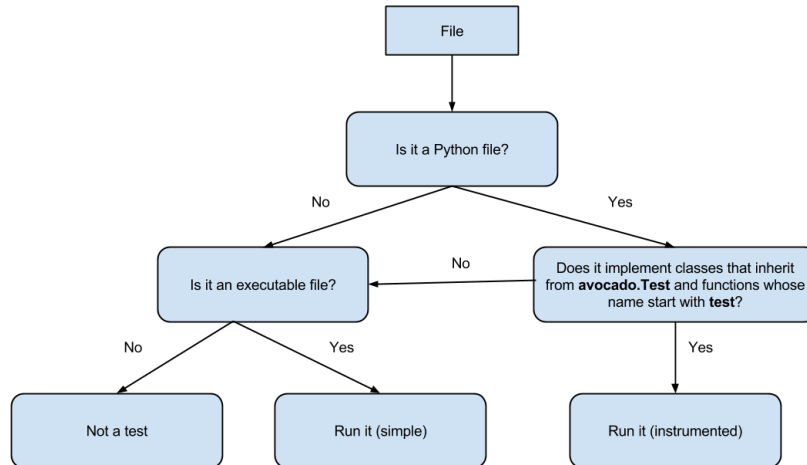 File
Is it a Python file?
No
Yes
Is it an executable file?
No
Does it implement classes that inherit
from avocado.Test and functions whose
name start with test?
No
Yes
Yes
Not a test
Run it (simple)
Run it (instrumented)